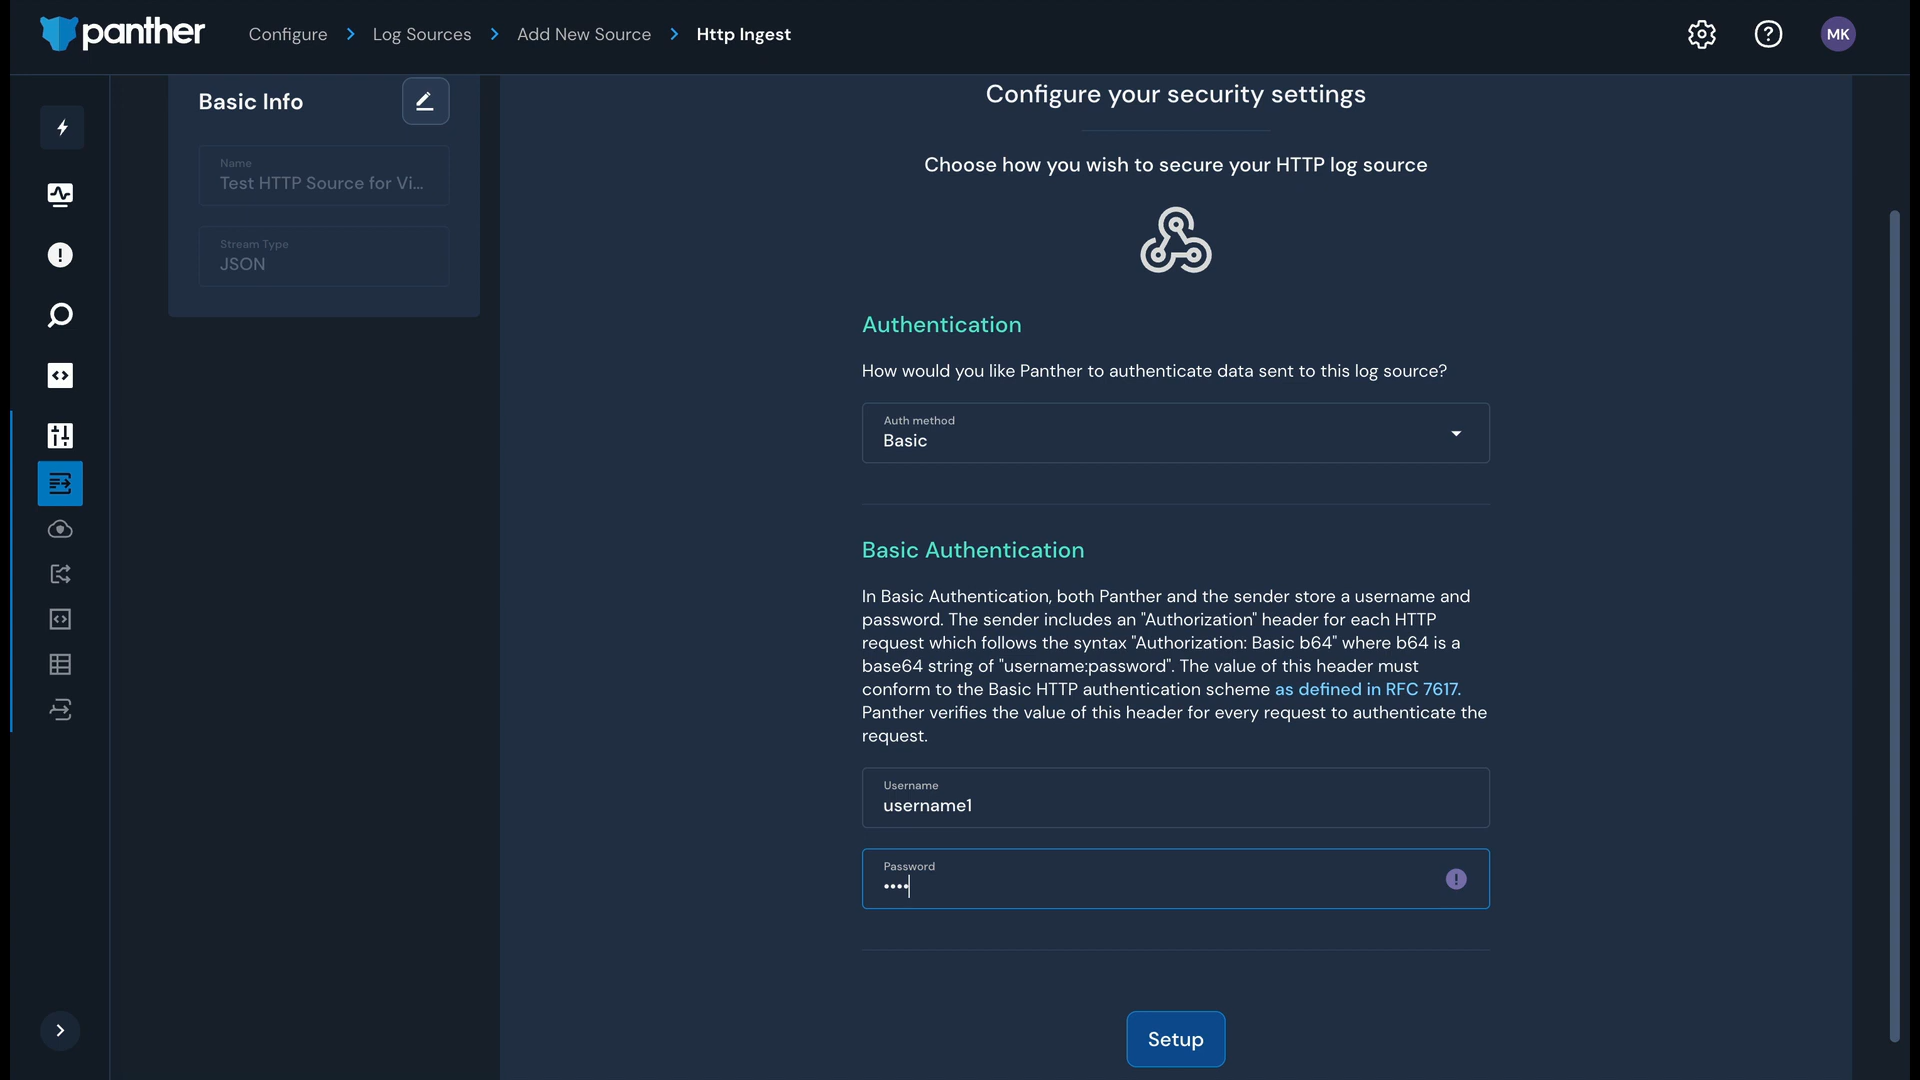 panther
Configure
Log Sources
Add New Source
Http Ingest
MK
Basic Info
Name
Test HTTP Source for Vi...
Stream Type
JSON
Configure your security settings
Choose how you wish to secure your HTTP log source
Authentication
How would you like Panther to authenticate data sent to this log source?
Auth method
Basic
Basic Authentication
In Basic Authentication, both Panther and the sender store a username and
password. The sender includes an "Authorization" header for each HTTP
request which follows the syntax "Authorization: Basic b64" where b64 is a
base64 string of "username:password". The value of this header must
conform to the Basic HTTP authentication scheme as defined in RFC 7617.
Panther verifies the value of this header for every request to authenticate the
request.
Username
username1
Password
••••
Setup